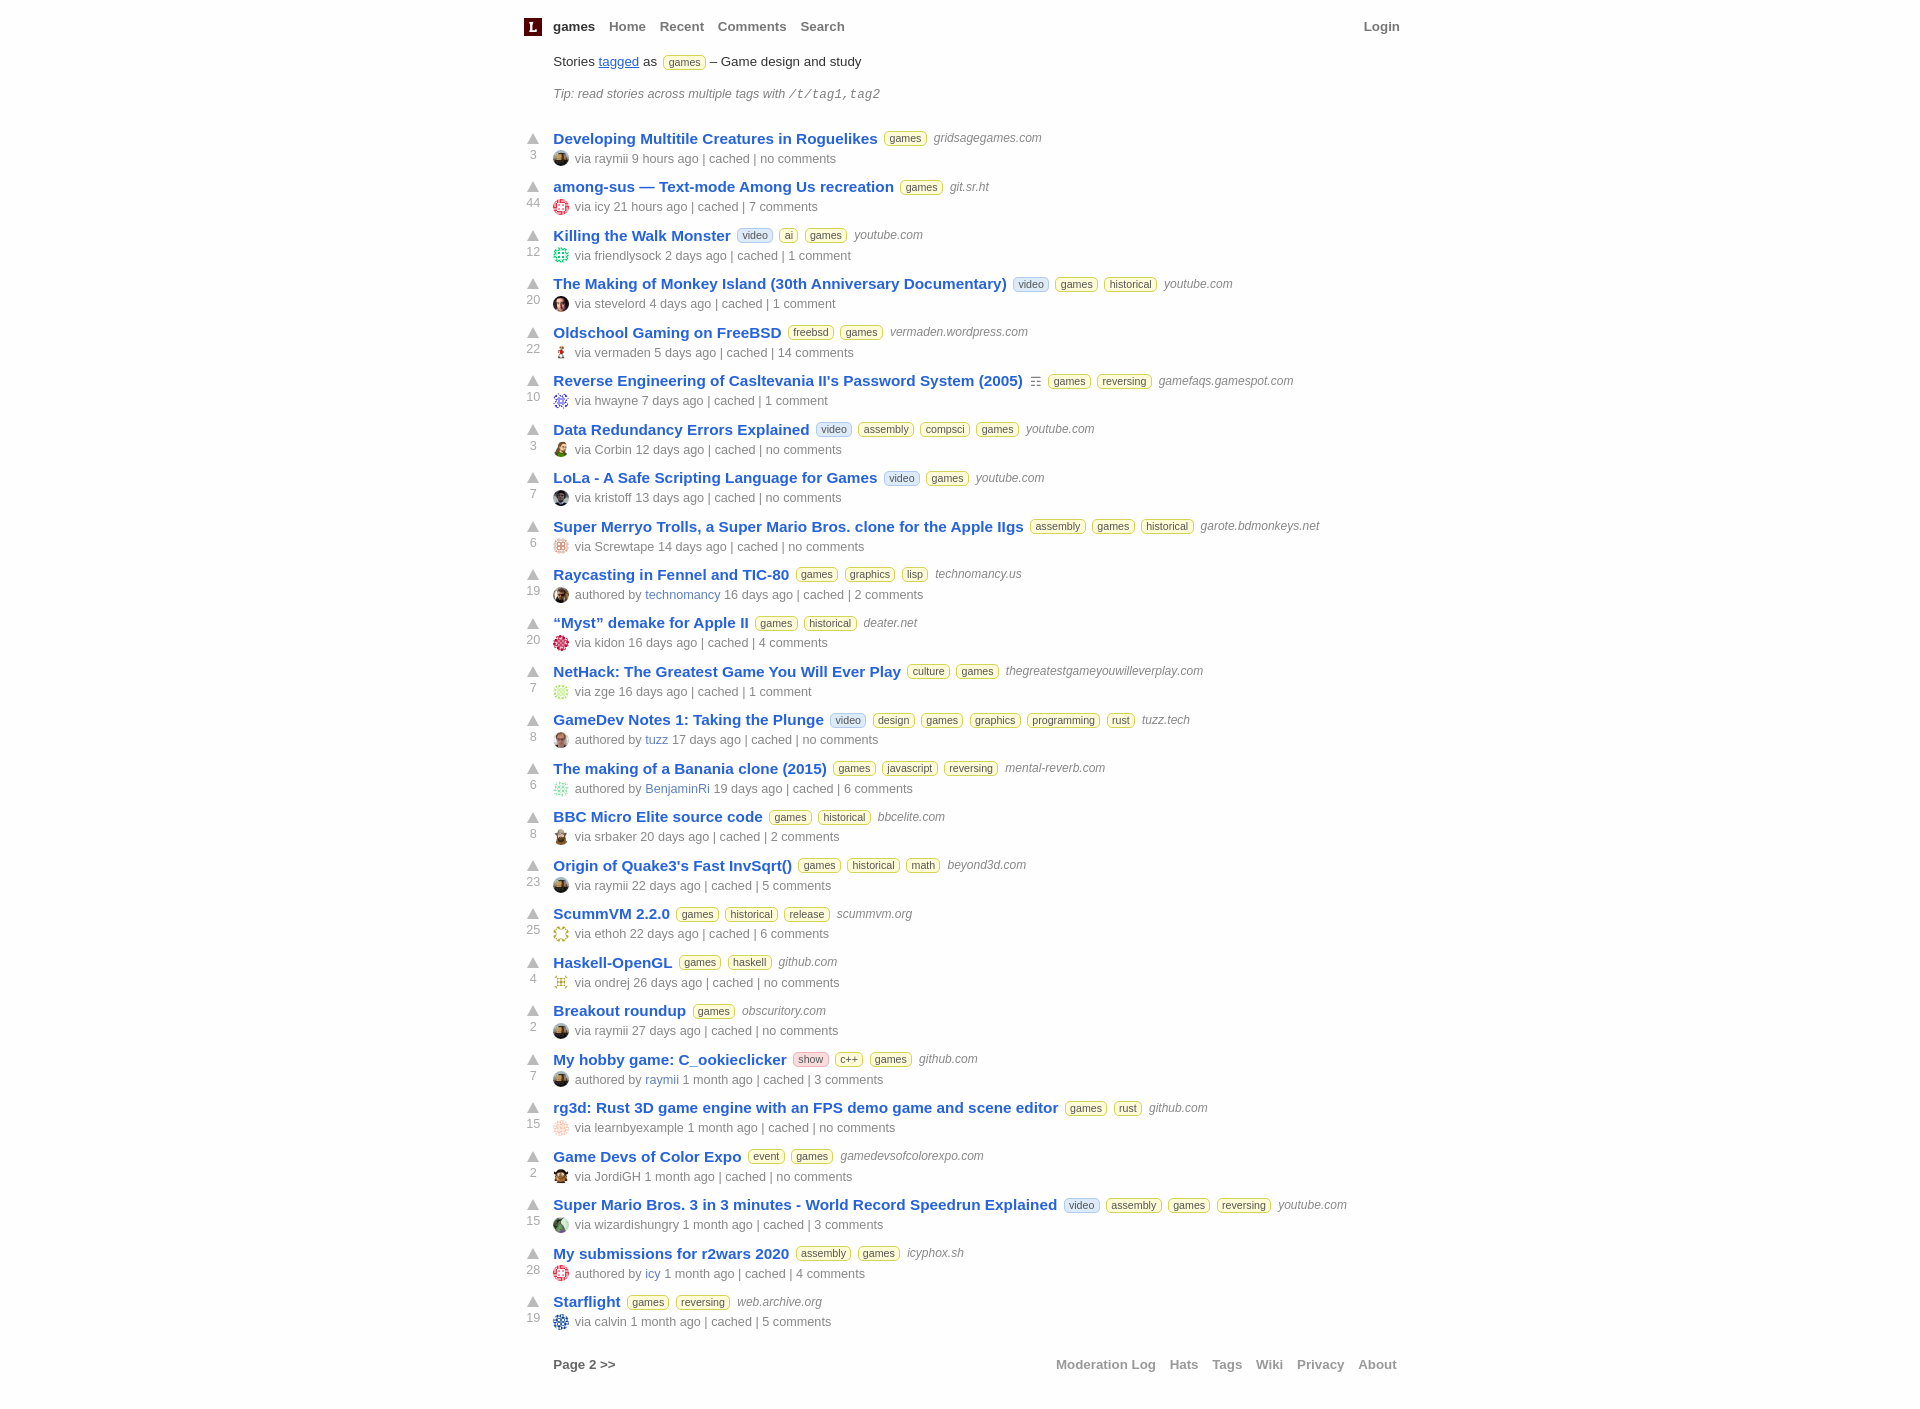 L games Home Recent Comments Search Login
Stories tagged as games – Game design and study
Tip: read stories across multiple tags with /t/tag1,tag2
Developing Multitile Creatures in Roguelikes games gridsagegames.com
3 via raymii 9 hours ago | cached | no comments
among-sus — Text-mode Among Us recreation games git.sr.ht
44 via icy 21 hours ago | cached | 7 comments
Killing the Walk Monster video ai games youtube.com
12 via friendlysock 2 days ago | cached | 1 comment
The Making of Monkey Island (30th Anniversary Documentary) video games historical youtube.com
20 via stevelord 4 days ago | cached | 1 comment
Oldschool Gaming on FreeBSD freebsd games vermaden.wordpress.com
22 via vermaden 5 days ago | cached | 14 comments
Reverse Engineering of Casltevania II's Password System (2005) ☶ games reversing gamefaqs.gamespot.com
10 via hwayne 7 days ago | cached | 1 comment
Data Redundancy Errors Explained video assembly compsci games youtube.com
3 via Corbin 12 days ago | cached | no comments
LoLa - A Safe Scripting Language for Games video games youtube.com
7 via kristoff 13 days ago | cached | no comments
Super Merryo Trolls, a Super Mario Bros. clone for the Apple IIgs assembly games historical garote.bdmonkeys.net
6 via Screwtape 14 days ago | cached | no comments
Raycasting in Fennel and TIC-80 games graphics lisp technomancy.us
19 authored by technomancy 16 days ago | cached | 2 comments
“Myst” demake for Apple II games historical deater.net
20 via kidon 16 days ago | cached | 4 comments
NetHack: The Greatest Game You Will Ever Play culture games thegreatestgameyouwilleverplay.com
7 via zge 16 days ago | cached | 1 comment
GameDev Notes 1: Taking the Plunge video design games graphics programming rust tuzz.tech
8 authored by tuzz 17 days ago | cached | no comments
The making of a Banania clone (2015) games javascript reversing mental-reverb.com
6 authored by BenjaminRi 19 days ago | cached | 6 comments
BBC Micro Elite source code games historical bbcelite.com
8 via srbaker 20 days ago | cached | 2 comments
Origin of Quake3's Fast InvSqrt() games historical math beyond3d.com
23 via raymii 22 days ago | cached | 5 comments
ScummVM 2.2.0 games historical release scummvm.org
25 via ethoh 22 days ago | cached | 6 comments
Haskell-OpenGL games haskell github.com
4 via ondrej 26 days ago | cached | no comments
Breakout roundup games obscuritory.com
2 via raymii 27 days ago | cached | no comments
My hobby game: C_ookieclicker show c++ games github.com
7 authored by raymii 1 month ago | cached | 3 comments
rg3d: Rust 3D game engine with an FPS demo game and scene editor games rust github.com
15 via learnbyexample 1 month ago | cached | no comments
Game Devs of Color Expo event games gamedevsofcolorexpo.com
2 via JordiGH 1 month ago | cached | no comments
Super Mario Bros. 3 in 3 minutes - World Record Speedrun Explained video assembly games reversing youtube.com
15 via wizardishungry 1 month ago | cached | 3 comments
My submissions for r2wars 2020 assembly games icyphox.sh
28 authored by icy 1 month ago | cached | 4 comments
Starflight games reversing web.archive.org
19 via calvin 1 month ago | cached | 5 comments
Page 2 >> Moderation Log Hats Tags Wiki Privacy About